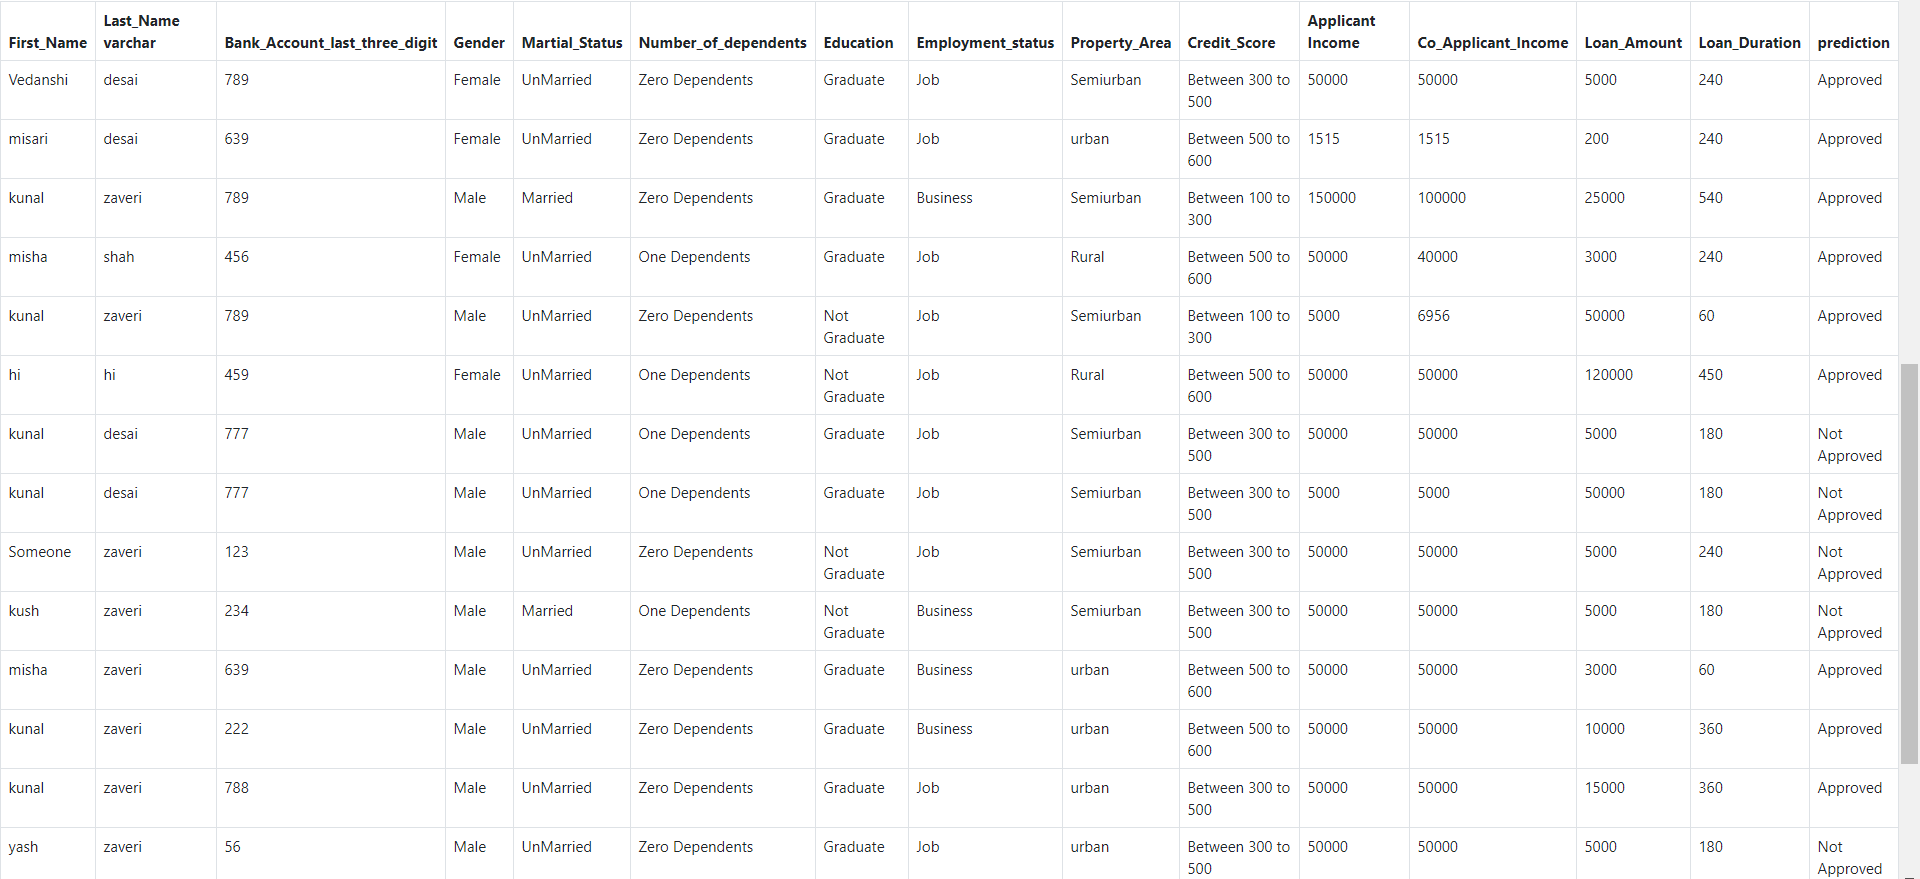 First_Name Last_Name varchar Bank_Account_last_three_digit Gender Martial_Status Number_of_dependents Education Employment_status Property_Area Credit_Score Applicant Income Co_Applicant_Income Loan_Amount Loan_Duration prediction
Vedanshi desai 789 Female UnMarried Zero Dependents Graduate Job Semiurban Between 300 to 500 50000 50000 5000 240 Approved
misari desai 639 Female UnMarried Zero Dependents Graduate Job urban Between 500 to 600 1515 1515 200 240 Approved
kunal zaveri 789 Male Married Zero Dependents Graduate Business Semiurban Between 100 to 300 150000 100000 25000 540 Approved
misha shah 456 Female UnMarried One Dependents Graduate Job Rural Between 500 to 600 50000 40000 3000 240 Approved
kunal zaveri 789 Male UnMarried Zero Dependents Not Graduate Job Semiurban Between 100 to 300 5000 6956 50000 60 Approved
hi hi 459 Female UnMarried One Dependents Not Graduate Job Rural Between 500 to 600 50000 50000 120000 450 Approved
kunal desai 777 Male UnMarried One Dependents Graduate Job Semiurban Between 300 to 500 50000 50000 5000 180 Not Approved
kunal desai 777 Male UnMarried One Dependents Graduate Job Semiurban Between 300 to 500 5000 5000 50000 180 Not Approved
Someone zaveri 123 Male UnMarried Zero Dependents Not Graduate Job Semiurban Between 300 to 500 50000 50000 5000 240 Not Approved
kush zaveri 234 Male Married One Dependents Not Graduate Business Semiurban Between 300 to 500 50000 50000 5000 180 Not Approved
misha zaveri 639 Male UnMarried Zero Dependents Graduate Business urban Between 500 to 600 50000 50000 3000 60 Approved
kunal zaveri 222 Male UnMarried Zero Dependents Graduate Business urban Between 500 to 600 50000 50000 10000 360 Approved
kunal zaveri 788 Male UnMarried Zero Dependents Graduate Job urban Between 300 to 500 50000 50000 15000 360 Approved
yash zaveri 56 Male UnMarried Zero Dependents Graduate Job urban Between 300 to 500 50000 50000 5000 180 Not Approved